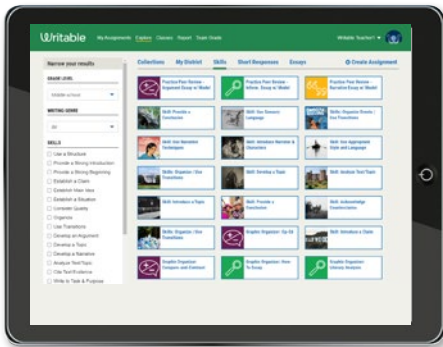 Writable
My Assignments Explore Classes Report Team Grade
Writable Teacher1
Narrow your results
GRADE LEVEL
Middle school
WRITING GENRE
All
SKILLS
Use a Structure
Provide a Strong Introduction
Provide a Strong Beginning
Establish a Claim
Establish Main Idea
Establish a Situation
Consider Quality
Organize
Use Transitions
Develop an Argument
Develop a Topic
Develop a Narrative
Analyze Text/Topic
Cite Text Evidence
Write to Task & Purpose
Collections My District Skills Short Responses Essays Create Assignment
Practice Peer Review -
Argument Essay w/ Model
Practice Peer Review -
Inform. Essay w/ Model
Practice Peer Review -
Narrative Essay w/ Model
Skill: Provide a
Conclusion
Skill: Use Sensory
Language
Skills: Organize Events /
Use Transitions
Skill: Use Narrative
Techniques
Skill: Introduce Narrator &
Characters
Skill: Use Appropriate
Style and Language
Skills: Organize / Use
Transitions
Skill: Develop a Topic
Skill: Analyze Text/Topic
Skill: Introduce a Topic
Skill: Provide a
Conclusion
Skill: Acknowledge
Skills: Organize / Use
Transitions
Graphic Organizer: Op-Ed
Skill: Introduce a Claim
Graphic Organizer:
Compare and Contrast
Graphic Organizer: How-
To Essay
Graphic Organizer:
Literary Analysis